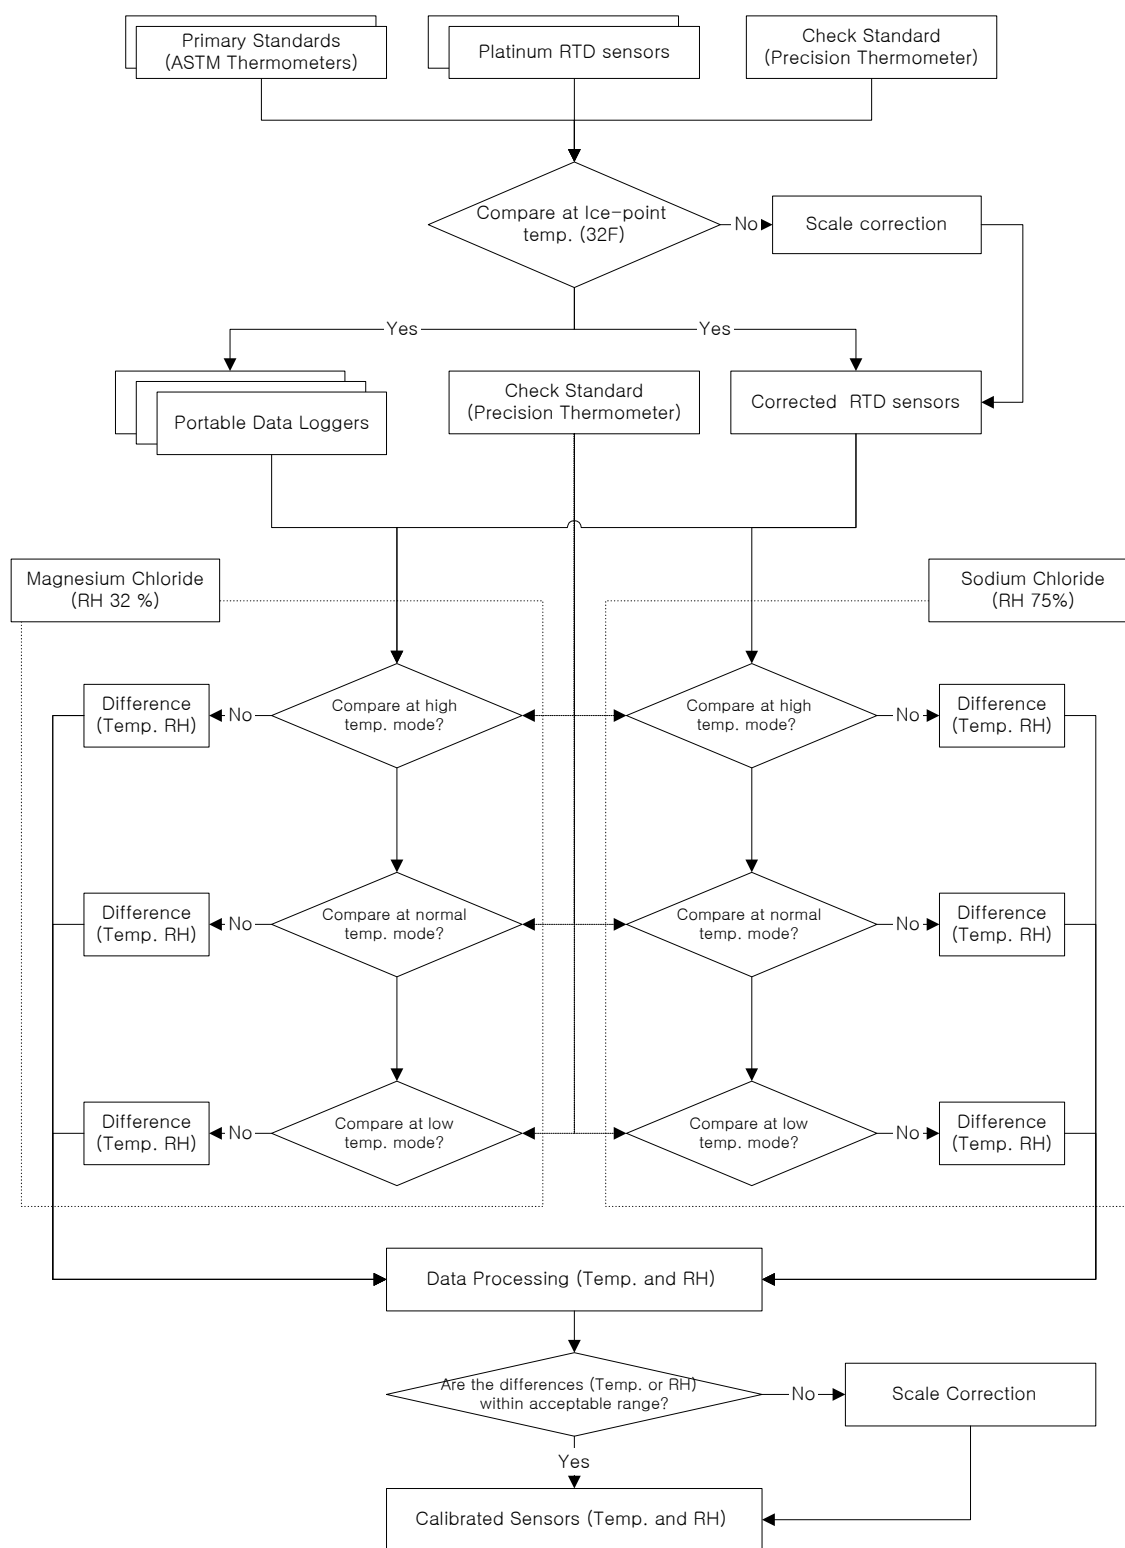 Primary Standards
(ASTM Thermometers)
Platinum RTD sensors
Check Standard
(Precision Thermometer)
Compare at Ice-point
temp. (32F)
No
Scale correction
Yes
Yes
Portable Data Loggers
Check Standard
(Precision Thermometer)
Corrected RTD sensors
Magnesium Chloride
(RH 32 %)
Sodium Chloride
(RH 75%)
Difference
(Temp. RH)
No
Compare at high
temp. mode?
Compare at high
temp. mode?
No
Difference
(Temp. RH)
Difference
(Temp. RH)
No
Compare at normal
temp. mode?
Compare at normal
temp. mode?
No
Difference
(Temp. RH)
Difference
(Temp. RH)
No
Compare at low
temp. mode?
Compare at low
temp. mode?
No
Difference
(Temp. RH)
Data Processing (Temp. and RH)
Are the differences (Temp. or RH)
within acceptable range?
No
Scale Correction
Yes
Calibrated Sensors (Temp. and RH)